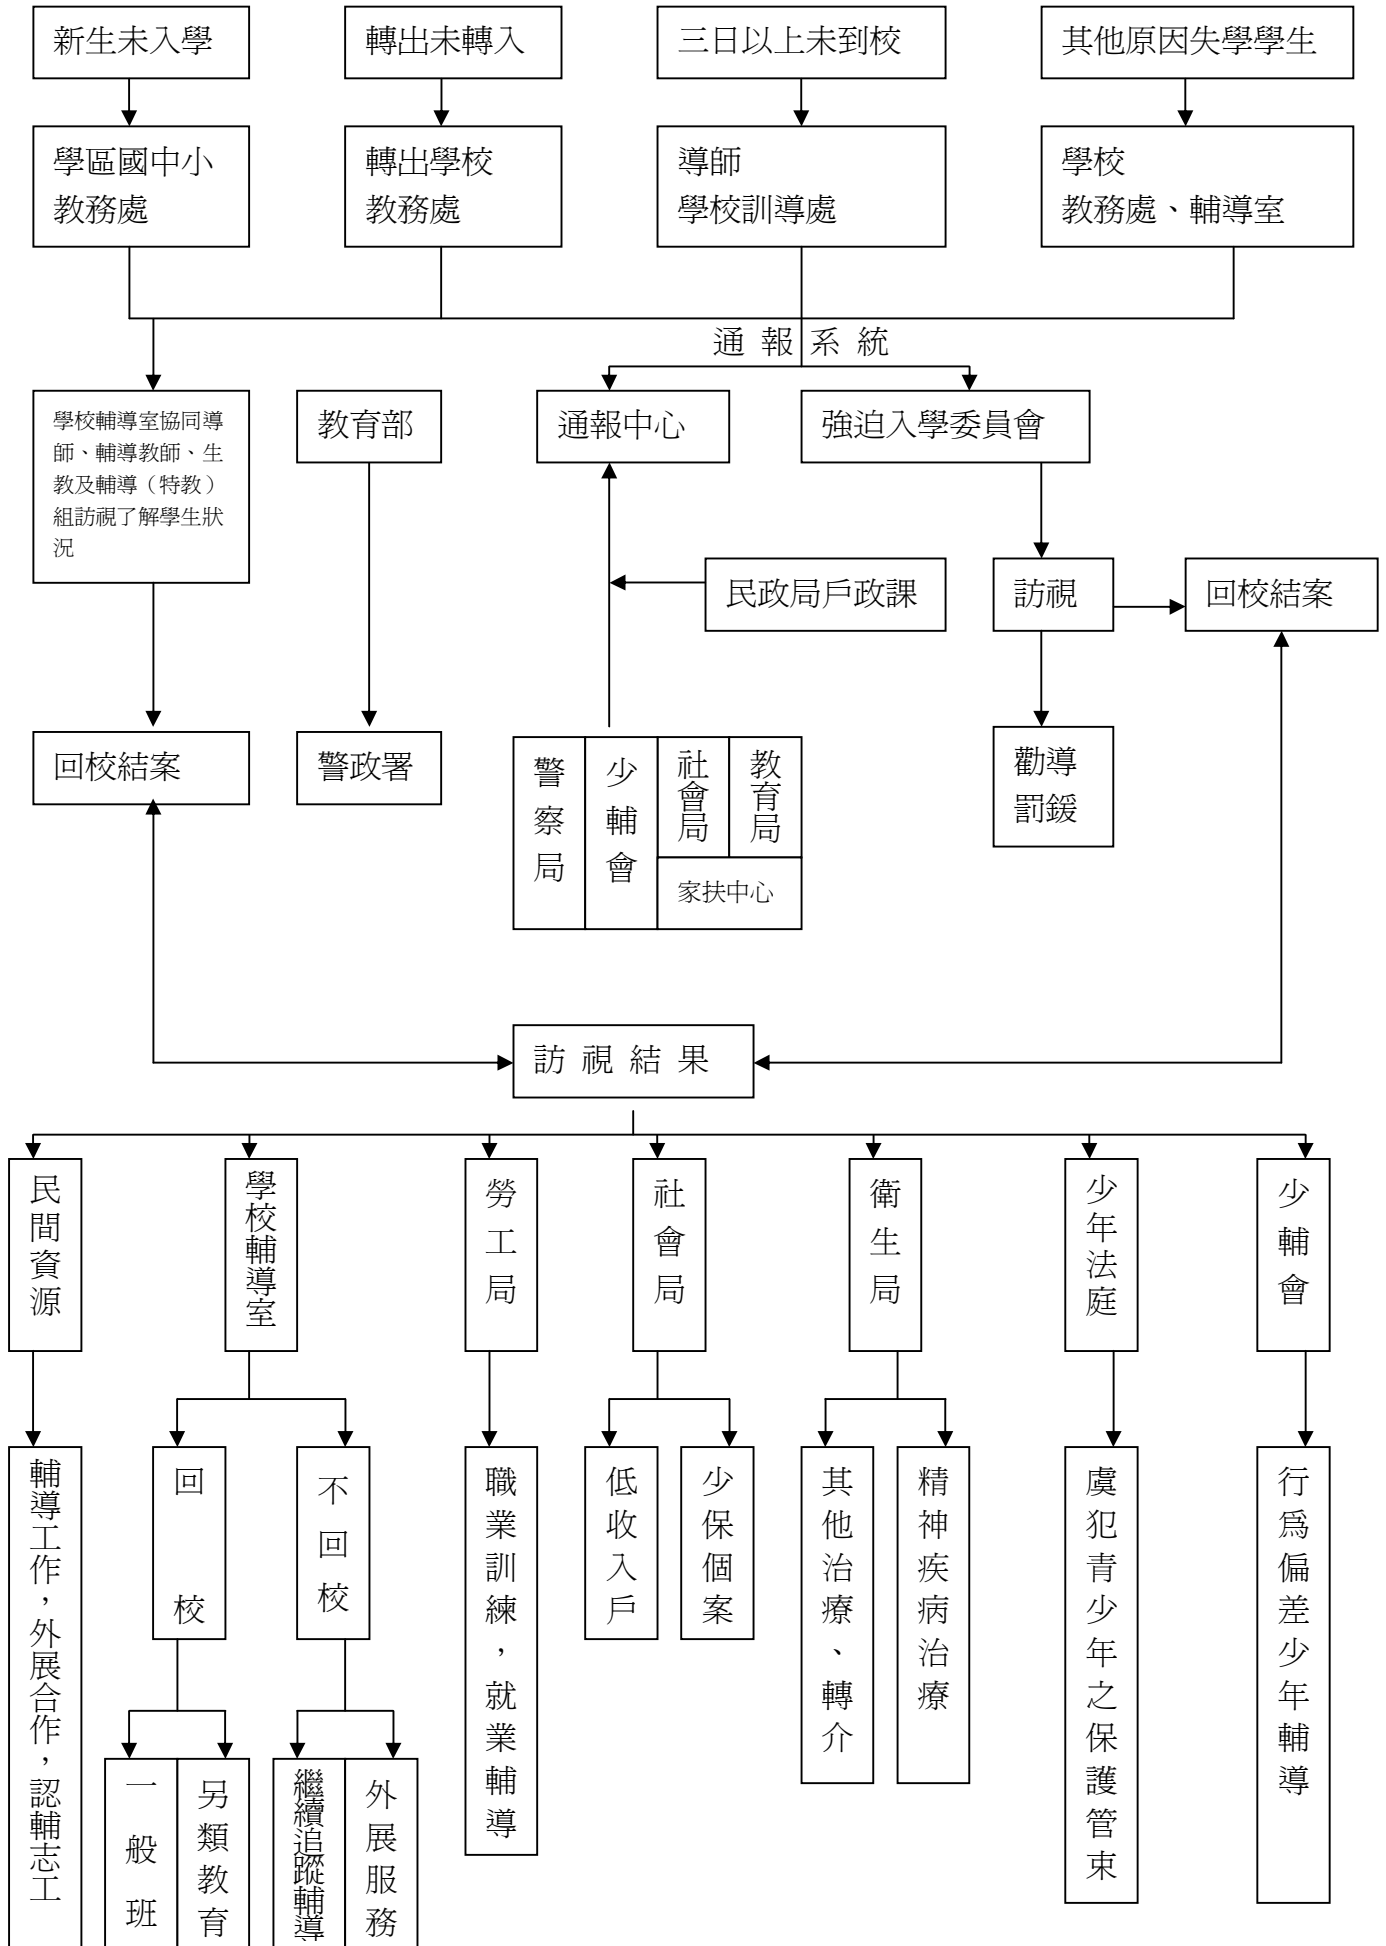 新生未入學
轉出未轉入
三日以上未到校
其他原因失學學生
學區國中小
教務處
轉出學校
教務處
導師
學校訓導處
學校
教務處、輔導室
通報系統
學校輔導室協同導
師、輔導教師、生
教及輔導（特教）
組訪視了解學生狀
況
教育部
通報中心
強迫入學委員會
民政局戶政課
訪視
回校結案
回校結案
警政署
勸導
罰鍰
警察局
少輔會
社會局
教育局
家扶中心
訪視結果
民間資源
學校輔導室
勞工局
社會局
衛生局
少年法庭
少輔會
輔導工作，外展合作，認輔志工
回校
不回校
職業訓練，就業輔導
低收入戶
少保個案
其他治療、轉介
精神疾病治療
虞犯青少年之保護管束
行為偏差少年輔導
一般班
另類教育
繼續追蹤輔導
外展服務